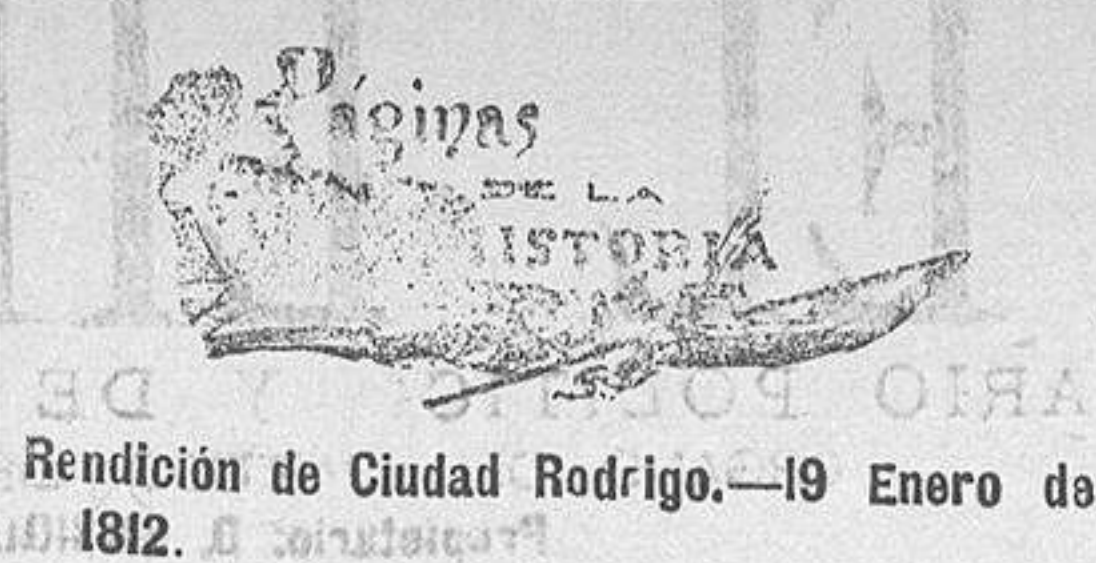 Páginas
DE LA
HISTORIA
Rendición de Ciudad Rodrigo.—19 Enero de
1812.